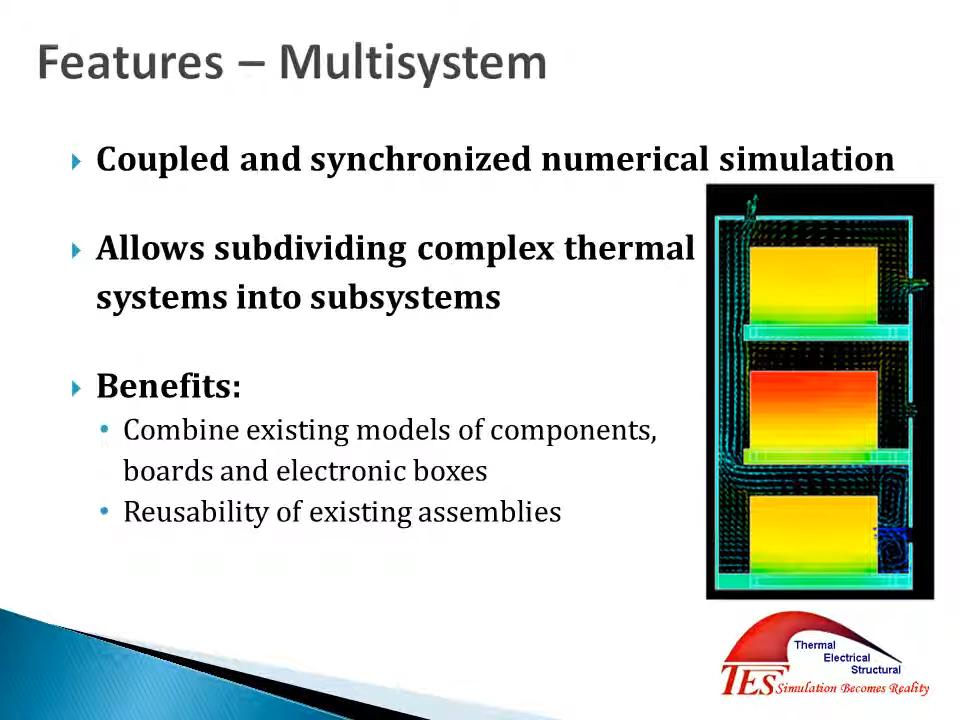 Features – Multisystem
Coupled and synchronized numerical simulation
Allows subdividing complex thermal
systems into subsystems
Benefits:
Combine existing models of components,
boards and electronic boxes
Reusability of existing assemblies
Thermal
Electrical
Structural
TES Simulation Becomes Reality